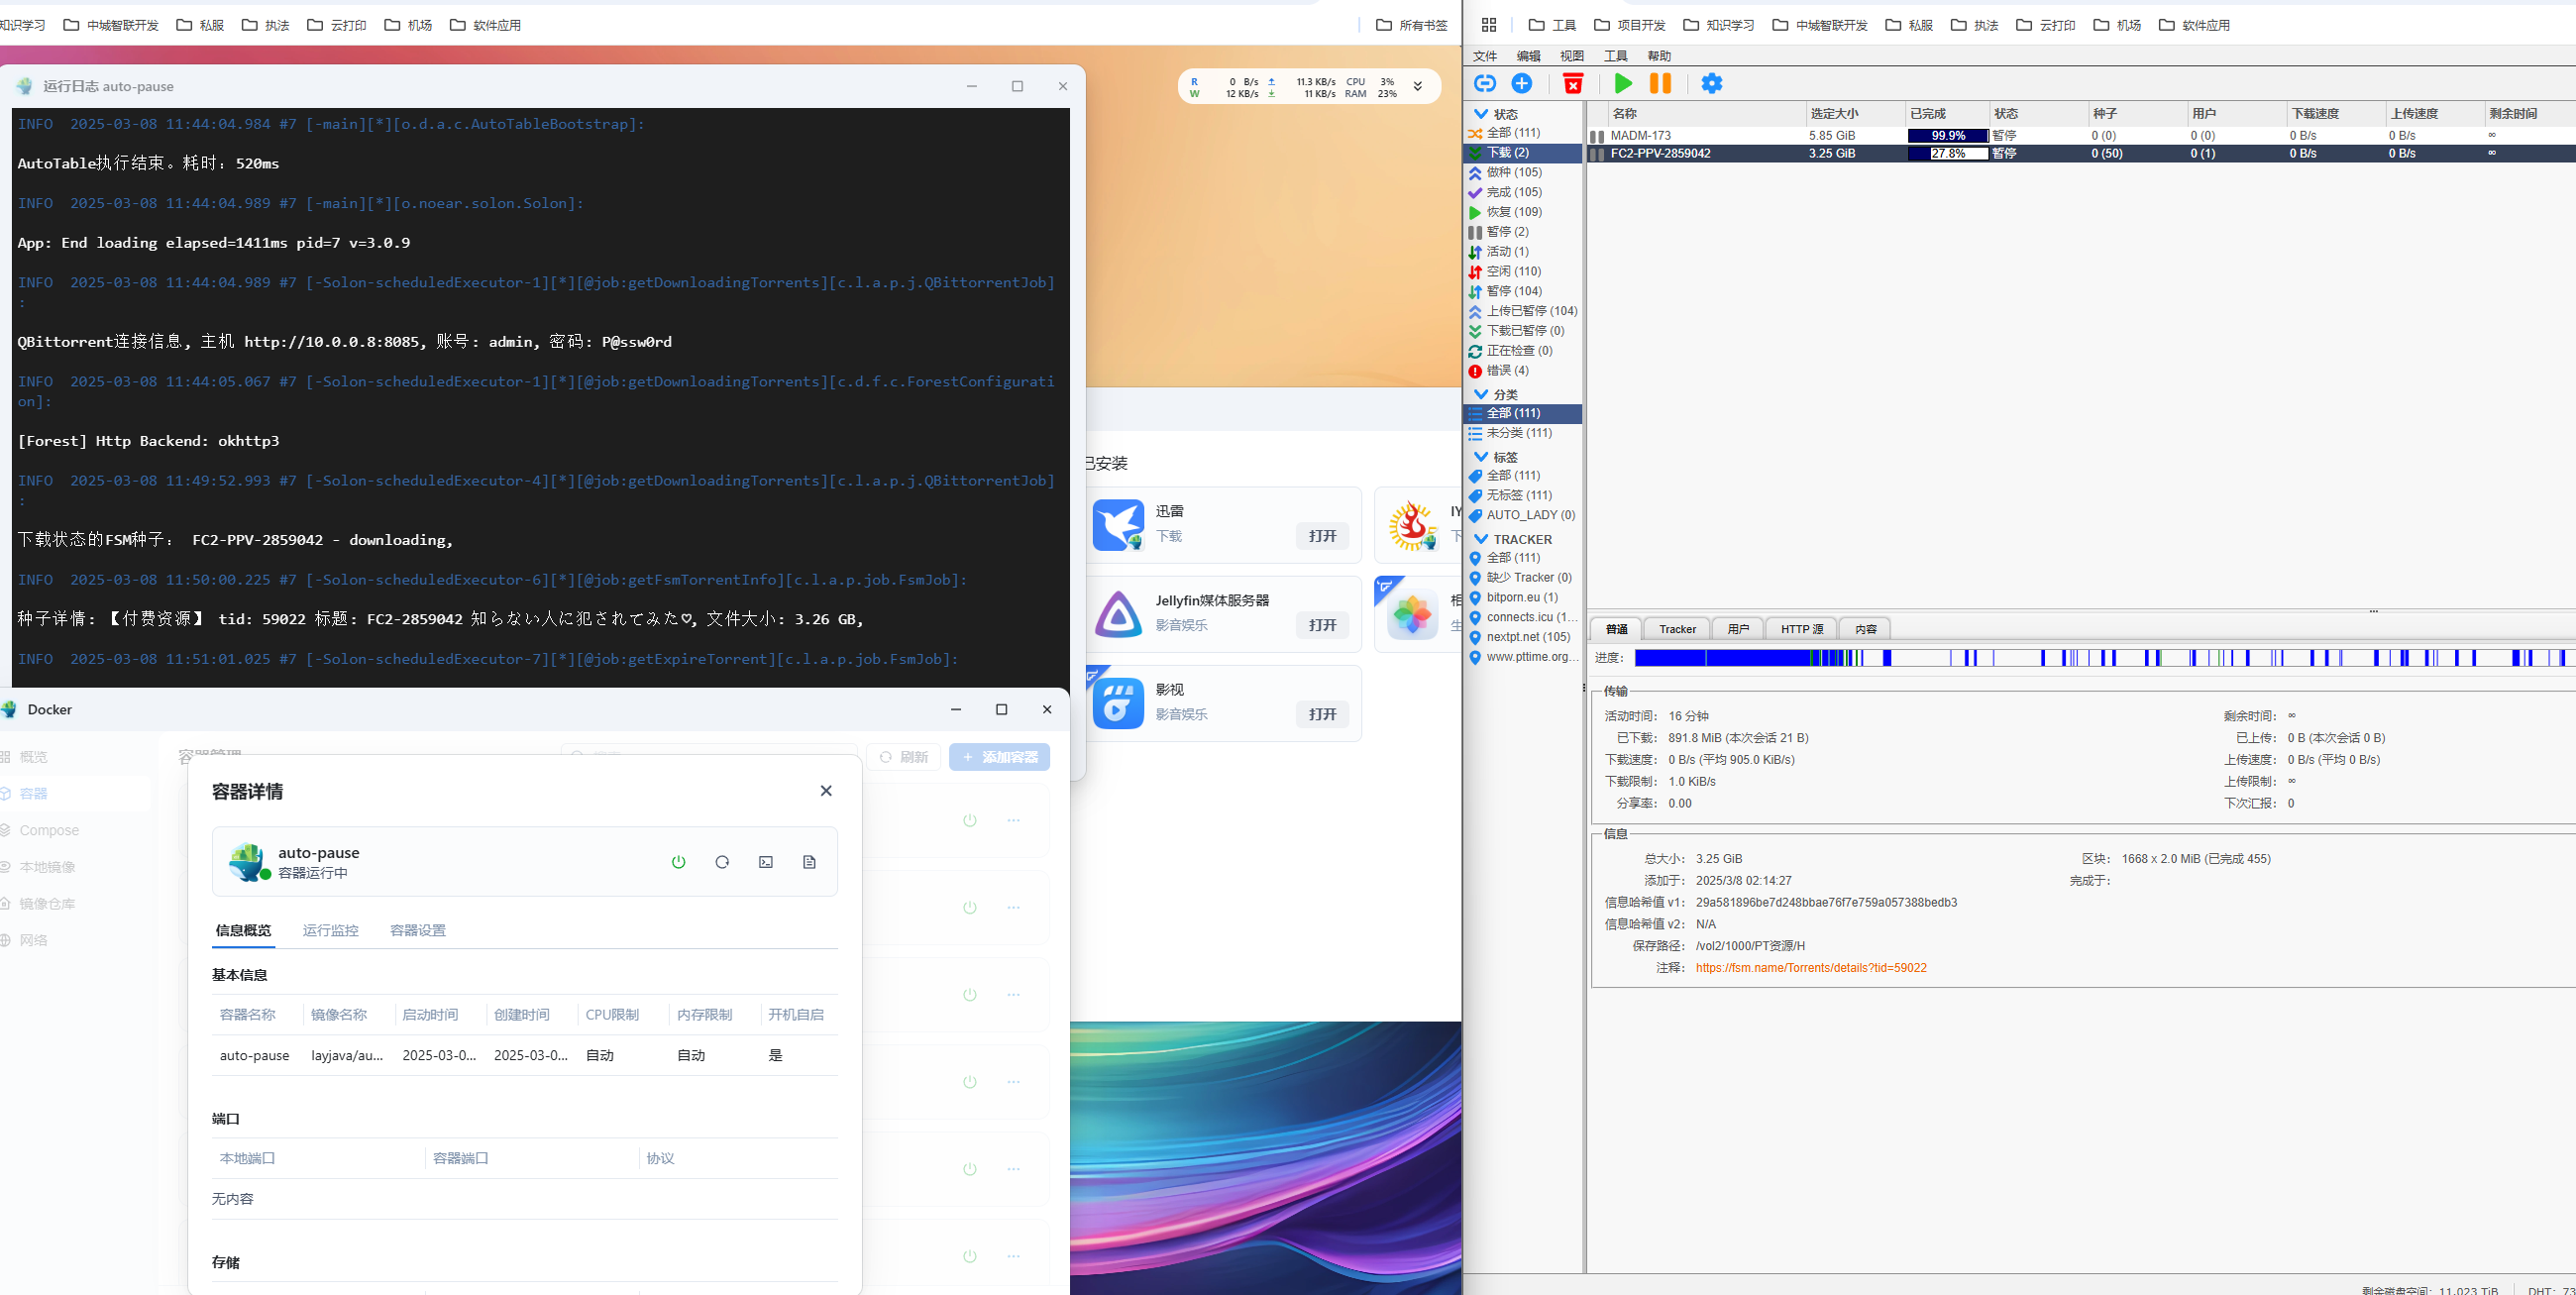 知识学习 中城智联开发 私服 执法 云打印 机场 软件应用 所有书签
运行日志 auto-pause
INFO 2025-03-08 11:44:04.984 #7 [-main][*][o.d.a.c.AutoTableBootstrap]:
AutoTable执行结束。耗时：520ms
INFO 2025-03-08 11:44:04.989 #7 [-main][*][o.noear.solon.Solon]:
App: End loading elapsed=1411ms pid=7 v=3.0.9
INFO 2025-03-08 11:44:04.989 #7 [-Solon-scheduledExecutor-1][*][@job:getDownloadingTorrents][c.l.a.p.j.QBittorrentJob]
:
QBittorrent连接信息, 主机 http://10.0.0.8:8085, 账号: admin, 密码: P@ssw0rd
INFO 2025-03-08 11:44:05.067 #7 [-Solon-scheduledExecutor-1][*][@job:getDownloadingTorrents][c.d.f.c.ForestConfigurati
on]:
[Forest] Http Backend: okhttp3
INFO 2025-03-08 11:49:52.993 #7 [-Solon-scheduledExecutor-4][*][@job:getDownloadingTorrents][c.l.a.p.j.QBittorrentJob]
:
下载状态的FSM种子： FC2-PPV-2859042 - downloading,
INFO 2025-03-08 11:50:00.225 #7 [-Solon-scheduledExecutor-6][*][@job:getFsmTorrentInfo][c.l.a.p.job.FsmJob]:
种子详情: 【付费资源】 tid: 59022 标题: FC2-2859042 知らない人に犯されてみた♡, 文件大小: 3.26 GB,
INFO 2025-03-08 11:51:01.025 #7 [-Solon-scheduledExecutor-7][*][@job:getExpireTorrent][c.l.a.p.job.FsmJob]:
R 0 B/s 11.3 KB/s CPU 3%
W 12 KB/s 11 KB/s RAM 23%
已安装
迅雷
下载
打开
IY
下
Jellyfin媒体服务器
影音娱乐
打开
相
生
影视
影音娱乐
打开
Docker
概览
容器
Compose
本地镜像
镜像仓库
网络
容器管理
刷新
+ 添加容器
容器详情
auto-pause
容器运行中
信息概览 运行监控 容器设置
基本信息
容器名称 镜像名称 启动时间 创建时间 CPU限制 内存限制 开机自启
auto-pause layjava/au... 2025-03-0... 2025-03-0... 自动 自动 是
端口
本地端口 容器端口 协议
无内容
存储
工具 项目开发 知识学习 中城智联开发 私服 执法 云打印 机场 软件应用
文件 编辑 视图 工具 帮助
状态
全部 (111)
下载 (2)
做种 (105)
完成 (105)
恢复 (109)
暂停 (2)
活动 (1)
空闲 (110)
暂停 (104)
上传已暂停 (104)
下载已暂停 (0)
正在检查 (0)
错误 (4)
分类
全部 (111)
未分类 (111)
标签
全部 (111)
无标签 (111)
AUTO_LADY (0)
TRACKER
全部 (111)
缺少 Tracker (0)
bitporn.eu (1)
connects.icu (1...
nextpt.net (105)
www.pttime.org...
名称 选定大小 已完成 状态 种子 用户 下载速度 上传速度 剩余时间
MADM-173 5.85 GiB 99.9% 暂停 0 (0) 0 (0) 0 B/s 0 B/s ∞
FC2-PPV-2859042 3.25 GiB 27.8% 暂停 0 (50) 0 (1) 0 B/s 0 B/s ∞
普通 Tracker 用户 HTTP 源 内容
进度:
传输
活动时间: 16 分钟 剩余时间: ∞
已下载: 891.8 MiB (本次会话 21 B) 已上传: 0 B (本次会话 0 B)
下载速度: 0 B/s (平均 905.0 KiB/s) 上传速度: 0 B/s (平均 0 B/s)
下载限制: 1.0 KiB/s 上传限制: ∞
分享率: 0.00 下次汇报: 0
信息
总大小: 3.25 GiB 区块: 1668 x 2.0 MiB (已完成 455)
添加于: 2025/3/8 02:14:27 完成于:
信息哈希值 v1: 29a581896be7d248bbae76f7e759a057388bedb3
信息哈希值 v2: N/A
保存路径: /vol2/1000/PT资源/H
注释: https://fsm.name/Torrents/details?tid=59022
剩余磁盘空间: 11.023 TiB DHT: 73